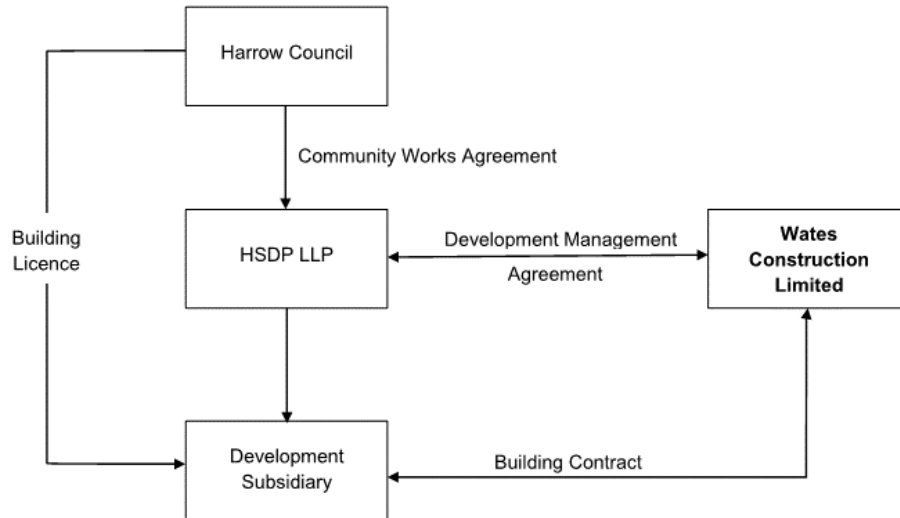 Harrow Council
Community Works Agreement
Building
Licence
HSDP LLP
Development Management
Agreement
Wates
Construction
Limited
Development
Subsidiary
Building Contract